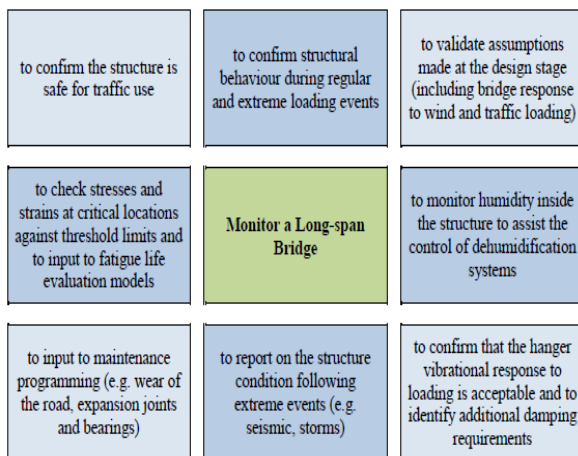 to confirm the structure is
safe for traffic use
to confirm structural
behaviour during regular
and extreme loading events
to validate assumptions
made at the design stage
(including bridge response
to wind and traffic loading)
to check stresses and
strains at critical locations
against threshold limits and
to input to fatigue life
evaluation models
Monitor a Long-span
Bridge
to monitor humidity inside
the structure to assist the
control of dehumidification
systems
to input to maintenance
programming (e.g. wear of
the road, expansion joints
and bearings)
to report on the structure
condition following
extreme events (e.g.
seismic, storms)
to confirm that the hanger
vibrational response to
loading is acceptable and to
identify additional damping
requirements